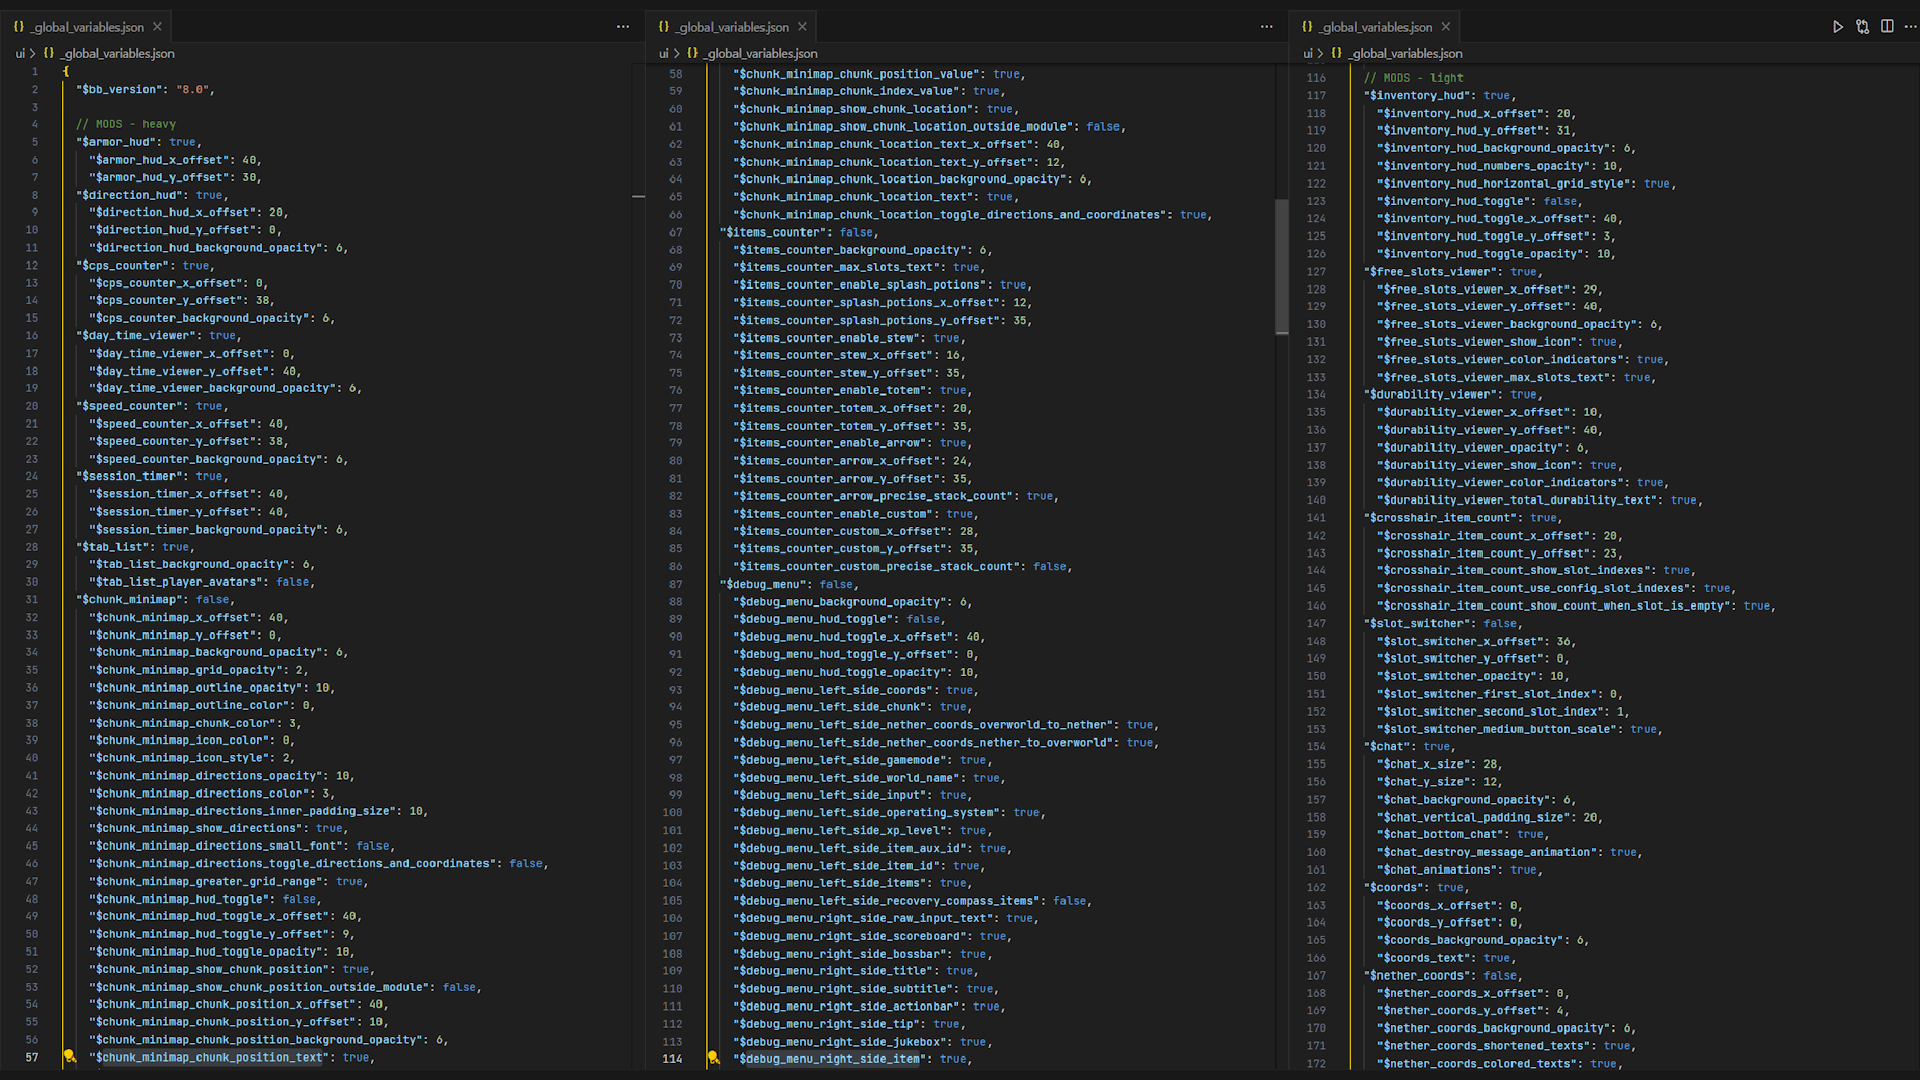 _global_variables.json
ui > _global_variables.json
1 {
2 "$bb_version": "8.0",
3
4 // MODS - heavy
5 "$armor_hud": true,
6 "$armor_hud_x_offset": 40,
7 "$armor_hud_y_offset": 30,
8 "$direction_hud": true,
9 "$direction_hud_x_offset": 20,
10 "$direction_hud_y_offset": 0,
11 "$direction_hud_background_opacity": 6,
12 "$cps_counter": true,
13 "$cps_counter_x_offset": 0,
14 "$cps_counter_y_offset": 38,
15 "$cps_counter_background_opacity": 6,
16 "$day_time_viewer": true,
17 "$day_time_viewer_x_offset": 0,
18 "$day_time_viewer_y_offset": 40,
19 "$day_time_viewer_background_opacity": 6,
20 "$speed_counter": true,
21 "$speed_counter_x_offset": 40,
22 "$speed_counter_y_offset": 38,
23 "$speed_counter_background_opacity": 6,
24 "$session_timer": true,
25 "$session_timer_x_offset": 40,
26 "$session_timer_y_offset": 40,
27 "$session_timer_background_opacity": 6,
28 "$tab_list": true,
29 "$tab_list_background_opacity": 6,
30 "$tab_list_player_avatars": false,
31 "$chunk_minimap": false,
32 "$chunk_minimap_x_offset": 40,
33 "$chunk_minimap_y_offset": 0,
34 "$chunk_minimap_background_opacity": 6,
35 "$chunk_minimap_grid_opacity": 2,
36 "$chunk_minimap_outline_opacity": 10,
37 "$chunk_minimap_outline_color": 0,
38 "$chunk_minimap_chunk_color": 3,
39 "$chunk_minimap_icon_color": 0,
40 "$chunk_minimap_icon_style": 2,
41 "$chunk_minimap_directions_opacity": 10,
42 "$chunk_minimap_directions_color": 3,
43 "$chunk_minimap_directions_inner_padding_size": 10,
44 "$chunk_minimap_show_directions": true,
45 "$chunk_minimap_directions_small_font": false,
46 "$chunk_minimap_directions_toggle_directions_and_coordinates": false,
47 "$chunk_minimap_greater_grid_range": true,
48 "$chunk_minimap_hud_toggle": false,
49 "$chunk_minimap_hud_toggle_x_offset": 40,
50 "$chunk_minimap_hud_toggle_y_offset": 9,
51 "$chunk_minimap_hud_toggle_opacity": 10,
52 "$chunk_minimap_show_chunk_position": true,
53 "$chunk_minimap_show_chunk_position_outside_module": false,
54 "$chunk_minimap_chunk_position_x_offset": 40,
55 "$chunk_minimap_chunk_position_y_offset": 10,
56 "$chunk_minimap_chunk_position_background_opacity": 6,
57 "$chunk_minimap_chunk_position_text": true,
_global_variables.json
ui > _global_variables.json
58 "$chunk_minimap_chunk_position_value": true,
59 "$chunk_minimap_chunk_index_value": true,
60 "$chunk_minimap_show_chunk_location": true,
61 "$chunk_minimap_show_chunk_location_outside_module": false,
62 "$chunk_minimap_chunk_location_text_x_offset": 40,
63 "$chunk_minimap_chunk_location_text_y_offset": 12,
64 "$chunk_minimap_chunk_location_background_opacity": 6,
65 "$chunk_minimap_chunk_location_text": true,
66 "$chunk_minimap_chunk_location_toggle_directions_and_coordinates": true,
67 "$items_counter": false,
68 "$items_counter_background_opacity": 6,
69 "$items_counter_max_slots_text": true,
70 "$items_counter_enable_splash_potions": true,
71 "$items_counter_splash_potions_x_offset": 12,
72 "$items_counter_splash_potions_y_offset": 35,
73 "$items_counter_enable_stew": true,
74 "$items_counter_stew_x_offset": 16,
75 "$items_counter_stew_y_offset": 35,
76 "$items_counter_enable_totem": true,
77 "$items_counter_totem_x_offset": 20,
78 "$items_counter_totem_y_offset": 35,
79 "$items_counter_enable_arrow": true,
80 "$items_counter_arrow_x_offset": 24,
81 "$items_counter_arrow_y_offset": 35,
82 "$items_counter_arrow_precise_stack_count": true,
83 "$items_counter_enable_custom": true,
84 "$items_counter_custom_x_offset": 28,
85 "$items_counter_custom_y_offset": 35,
86 "$items_counter_custom_precise_stack_count": false,
87 "$debug_menu": false,
88 "$debug_menu_background_opacity": 6,
89 "$debug_menu_hud_toggle": false,
90 "$debug_menu_hud_toggle_x_offset": 40,
91 "$debug_menu_hud_toggle_y_offset": 0,
92 "$debug_menu_hud_toggle_opacity": 10,
93 "$debug_menu_left_side_coords": true,
94 "$debug_menu_left_side_chunk": true,
95 "$debug_menu_left_side_nether_coords_overworld_to_nether": true,
96 "$debug_menu_left_side_nether_coords_nether_to_overworld": true,
97 "$debug_menu_left_side_gamemode": true,
98 "$debug_menu_left_side_world_name": true,
99 "$debug_menu_left_side_input": true,
100 "$debug_menu_left_side_operating_system": true,
101 "$debug_menu_left_side_xp_level": true,
102 "$debug_menu_left_side_item_aux_id": true,
103 "$debug_menu_left_side_item_id": true,
104 "$debug_menu_left_side_items": true,
105 "$debug_menu_left_side_recovery_compass_items": false,
106 "$debug_menu_right_side_raw_input_text": true,
107 "$debug_menu_right_side_scoreboard": true,
108 "$debug_menu_right_side_bossbar": true,
109 "$debug_menu_right_side_title": true,
110 "$debug_menu_right_side_subtitle": true,
111 "$debug_menu_right_side_actionbar": true,
112 "$debug_menu_right_side_tip": true,
113 "$debug_menu_right_side_jukebox": true,
114 "$debug_menu_right_side_item": true,
_global_variables.json
ui > _global_variables.json
116 // MODS - light
117 "$inventory_hud": true,
118 "$inventory_hud_x_offset": 20,
119 "$inventory_hud_y_offset": 31,
120 "$inventory_hud_background_opacity": 6,
121 "$inventory_hud_numbers_opacity": 10,
122 "$inventory_hud_horizontal_grid_style": true,
123 "$inventory_hud_toggle": false,
124 "$inventory_hud_toggle_x_offset": 40,
125 "$inventory_hud_toggle_y_offset": 3,
126 "$inventory_hud_toggle_opacity": 10,
127 "$free_slots_viewer": true,
128 "$free_slots_viewer_x_offset": 29,
129 "$free_slots_viewer_y_offset": 40,
130 "$free_slots_viewer_background_opacity": 6,
131 "$free_slots_viewer_show_icon": true,
132 "$free_slots_viewer_color_indicators": true,
133 "$free_slots_viewer_max_slots_text": true,
134 "$durability_viewer": true,
135 "$durability_viewer_x_offset": 10,
136 "$durability_viewer_y_offset": 40,
137 "$durability_viewer_opacity": 6,
138 "$durability_viewer_show_icon": true,
139 "$durability_viewer_color_indicators": true,
140 "$durability_viewer_total_durability_text": true,
141 "$crosshair_item_count": true,
142 "$crosshair_item_count_x_offset": 20,
143 "$crosshair_item_count_y_offset": 23,
144 "$crosshair_item_count_show_slot_indexes": true,
145 "$crosshair_item_count_use_config_slot_indexes": true,
146 "$crosshair_item_count_show_count_when_slot_is_empty": true,
147 "$slot_switcher": false,
148 "$slot_switcher_x_offset": 36,
149 "$slot_switcher_y_offset": 0,
150 "$slot_switcher_opacity": 10,
151 "$slot_switcher_first_slot_index": 0,
152 "$slot_switcher_second_slot_index": 1,
153 "$slot_switcher_medium_button_scale": true,
154 "$chat": true,
155 "$chat_x_size": 28,
156 "$chat_y_size": 12,
157 "$chat_background_opacity": 6,
158 "$chat_vertical_padding_size": 20,
159 "$chat_bottom_chat": true,
160 "$chat_destroy_message_animation": true,
161 "$chat_animations": true,
162 "$coords": true,
163 "$coords_x_offset": 0,
164 "$coords_y_offset": 0,
165 "$coords_background_opacity": 6,
166 "$coords_text": true,
167 "$nether_coords": false,
168 "$nether_coords_x_offset": 0,
169 "$nether_coords_y_offset": 4,
170 "$nether_coords_background_opacity": 6,
171 "$nether_coords_shortened_texts": true,
172 "$nether_coords_colored_texts": true,